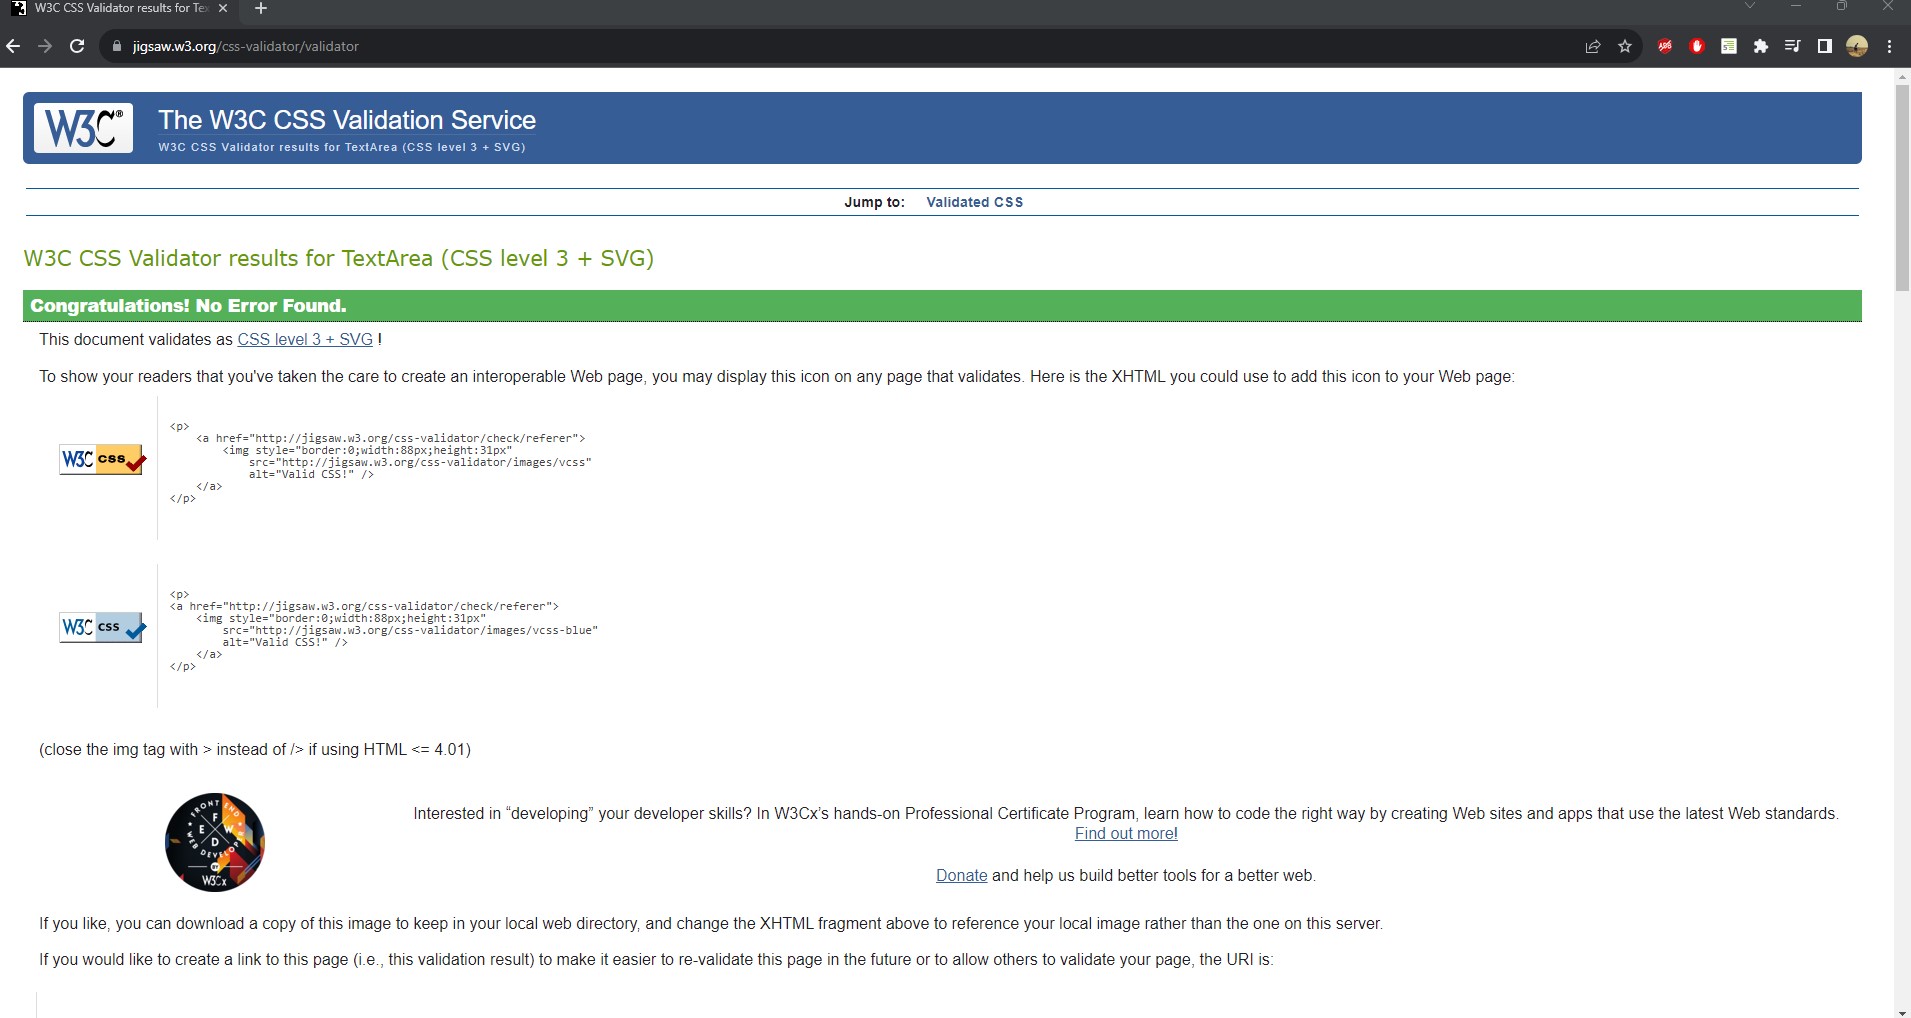 W3C CSS Validator results for Tex
jigsaw.w3.org/css-validator/validator
W3C®
The W3C CSS Validation Service
W3C CSS Validator results for TextArea (CSS level 3 + SVG)
Jump to: Validated CSS
W3C CSS Validator results for TextArea (CSS level 3 + SVG)
Congratulations! No Error Found.
This document validates as CSS level 3 + SVG !
To show your readers that you've taken the care to create an interoperable Web page, you may display this icon on any page that validates. Here is the XHTML you could use to add this icon to your Web page:
W3C css
<p>
<a href="http://jigsaw.w3.org/css-validator/check/referer">
<img style="border:0;width:88px;height:31px"
src="http://jigsaw.w3.org/css-validator/images/vcss"
alt="Valid CSS!" />
</a>
</p>
W3C css
<p>
<a href="http://jigsaw.w3.org/css-validator/check/referer">
<img style="border:0;width:88px;height:31px"
src="http://jigsaw.w3.org/css-validator/images/vcss-blue"
alt="Valid CSS!" />
</a>
</p>
(close the img tag with > instead of /> if using HTML <= 4.01)
FRONT END
F
E W
D
WEB DEVELOPER
BY
W3Cx
Interested in “developing” your developer skills? In W3Cx’s hands-on Professional Certificate Program, learn how to code the right way by creating Web sites and apps that use the latest Web standards.
Find out more!
Donate and help us build better tools for a better web.
If you like, you can download a copy of this image to keep in your local web directory, and change the XHTML fragment above to reference your local image rather than the one on this server.
If you would like to create a link to this page (i.e., this validation result) to make it easier to re-validate this page in the future or to allow others to validate your page, the URI is: